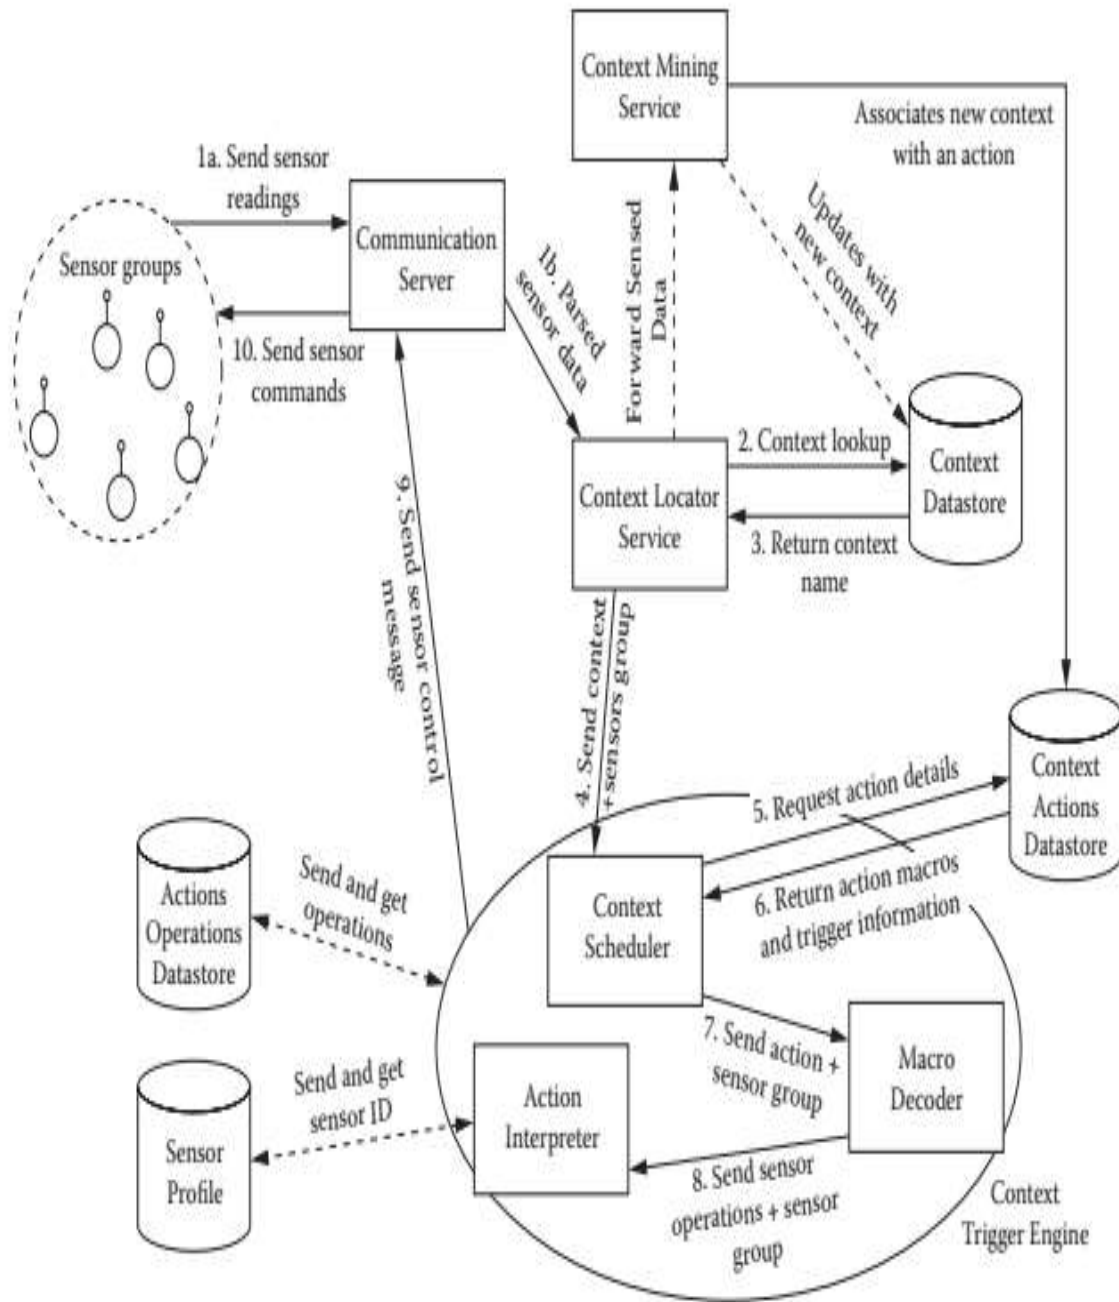 Context Mining
Service
Associates new context
with an action
1a. Send sensor
readings
Communication
Server
Sensor groups
10. Send sensor
commands
1b. Parsed
sensor data
Forward Sensed
Data
Updates with
new context
2. Context lookup
Context
Datastore
Context Locator
Service
3. Return context
name
9. Send sensor control
message
4. Send context
+sensors group
Context
Actions
Datastore
5. Request action details
6. Return action macros
and trigger information
Actions
Operations
Datastore
Send and get
operations
Context
Scheduler
7. Send action +
sensor group
Macro
Decoder
Send and get
sensor ID
Sensor
Profile
Action
Interpreter
8. Send sensor
operations + sensor
group
Context
Trigger Engine